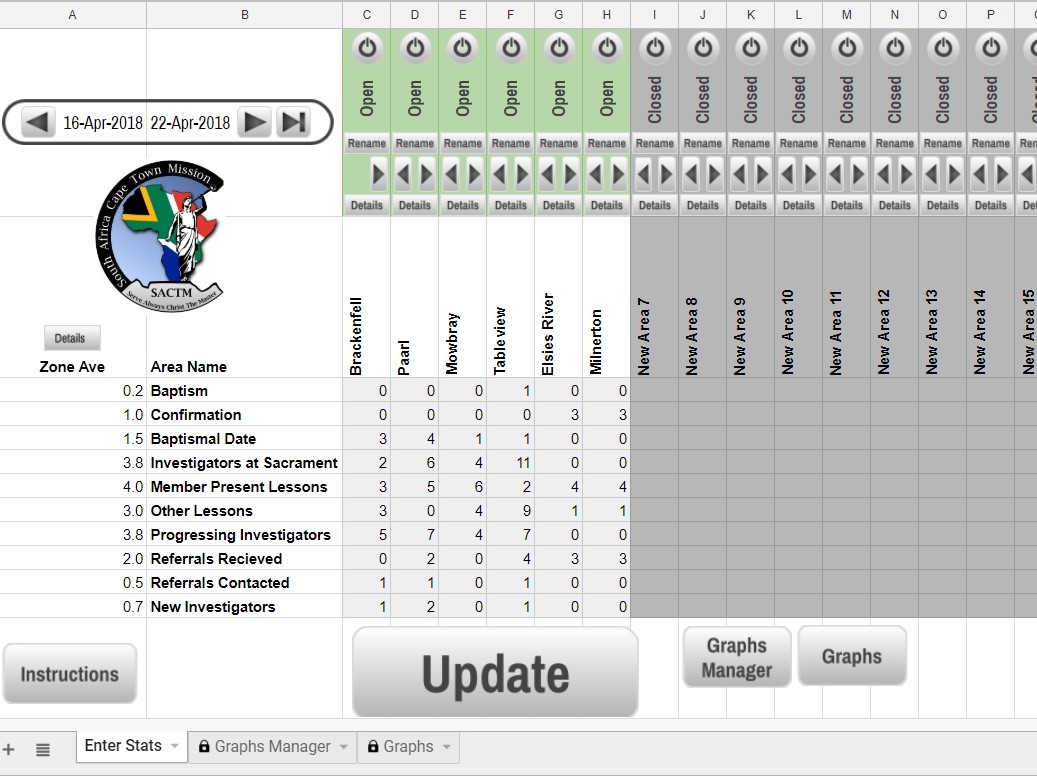 A B C D E F G H I J K L M N O P
Open Open Open Open Open Open Closed Closed Closed Closed Closed Closed Closed Closed
16-Apr-2018 22-Apr-2018
Rename Rename Rename Rename Rename Rename Rename Rename Rename Rename Rename Rename Rename Rename Ren
Details Details Details Details Details Details Details Details Details Details Details Details Details Details Det
South Africa Cape Town Mission
SACTM
Serve Always Christ The Master
Details
Zone Ave Area Name Brackenfell Paarl Mowbray Tableview Elsies River Milnerton New Area 7 New Area 8 New Area 9 New Area 10 New Area 11 New Area 12 New Area 13 New Area 14 New Area 15
0.2 Baptism 0 0 0 1 0 0
1.0 Confirmation 0 0 0 0 3 3
1.5 Baptismal Date 3 4 1 1 0 0
3.8 Investigators at Sacrament 2 6 4 11 0 0
4.0 Member Present Lessons 3 5 6 2 4 4
3.0 Other Lessons 3 0 4 9 1 1
3.8 Progressing Investigators 5 7 4 7 0 0
2.0 Referrals Recieved 0 2 0 4 3 3
0.5 Referrals Contacted 1 1 0 1 0 0
0.7 New Investigators 1 2 0 1 0 0
Instructions
Update
Graphs
Manager
Graphs
Enter Stats Graphs Manager Graphs